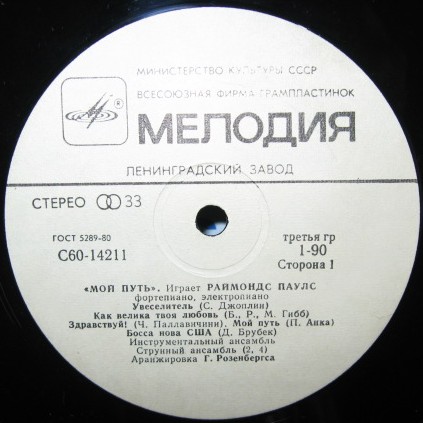 МИНИСТЕРСТВО КУЛЬТУРЫ СССР
ВСЕСОЮЗНАЯ ФИРМА ГРАМПЛАСТИНОК
®
МЕЛОДИЯ
ЛЕНИНГРАДСКИЙ ЗАВОД
СТЕРЕО 33
ГОСТ 5289-80
С60-14211
третья гр
1-90
Сторона 1
«МОЙ ПУТЬ». Играет РАЙМОНДС ПАУЛС
фортепиано, электропиано
Увеселитель (С. Джоплин)
Как велика твоя любовь (Б., Р., М. Гибб)
Здравствуй! (Ч. Паллавичини). Мой путь (П. Анка)
Босса нова США (Д. Брубек)
Инструментальный ансамбль
Струнный ансамбль (2, 4)
Аранжировка Г. Розенбергса